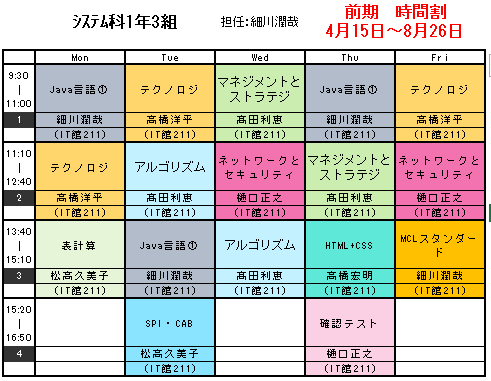 ｼｽﾃﾑ科1年3組
担任:細川潤哉
前期　時間割
4月15日～8月26日
Mon Tue Wed Thu Fri
9:30
|
11:00
1
Java言語① テクノロジ マネジメントとストラテジ Java言語① テクノロジ
細川潤哉 高橋洋平 高田利恵 細川潤哉 高橋洋平
(IT館211) (IT館211) (IT館211) (IT館211) (IT館211)
11:10
|
12:40
2
テクノロジ アルゴリズム ネットワークとセキュリティ マネジメントとストラテジ ネットワークとセキュリティ
高橋洋平 高田利恵 樋口正之 高田利恵 樋口正之
(IT館211) (IT館211) (IT館211) (IT館211) (IT館211)
13:40
|
15:10
3
表計算 Java言語① アルゴリズム HTML+CSS MCLスタンダード
松高久美子 細川潤哉 高田利恵 高橋宏明 細川潤哉
(IT館211) (IT館211) (IT館211) (IT館211) (IT館211)
15:20
|
16:50
4
SPI・CAB 確認テスト
松高久美子 樋口正之
(IT館211) (IT館211)